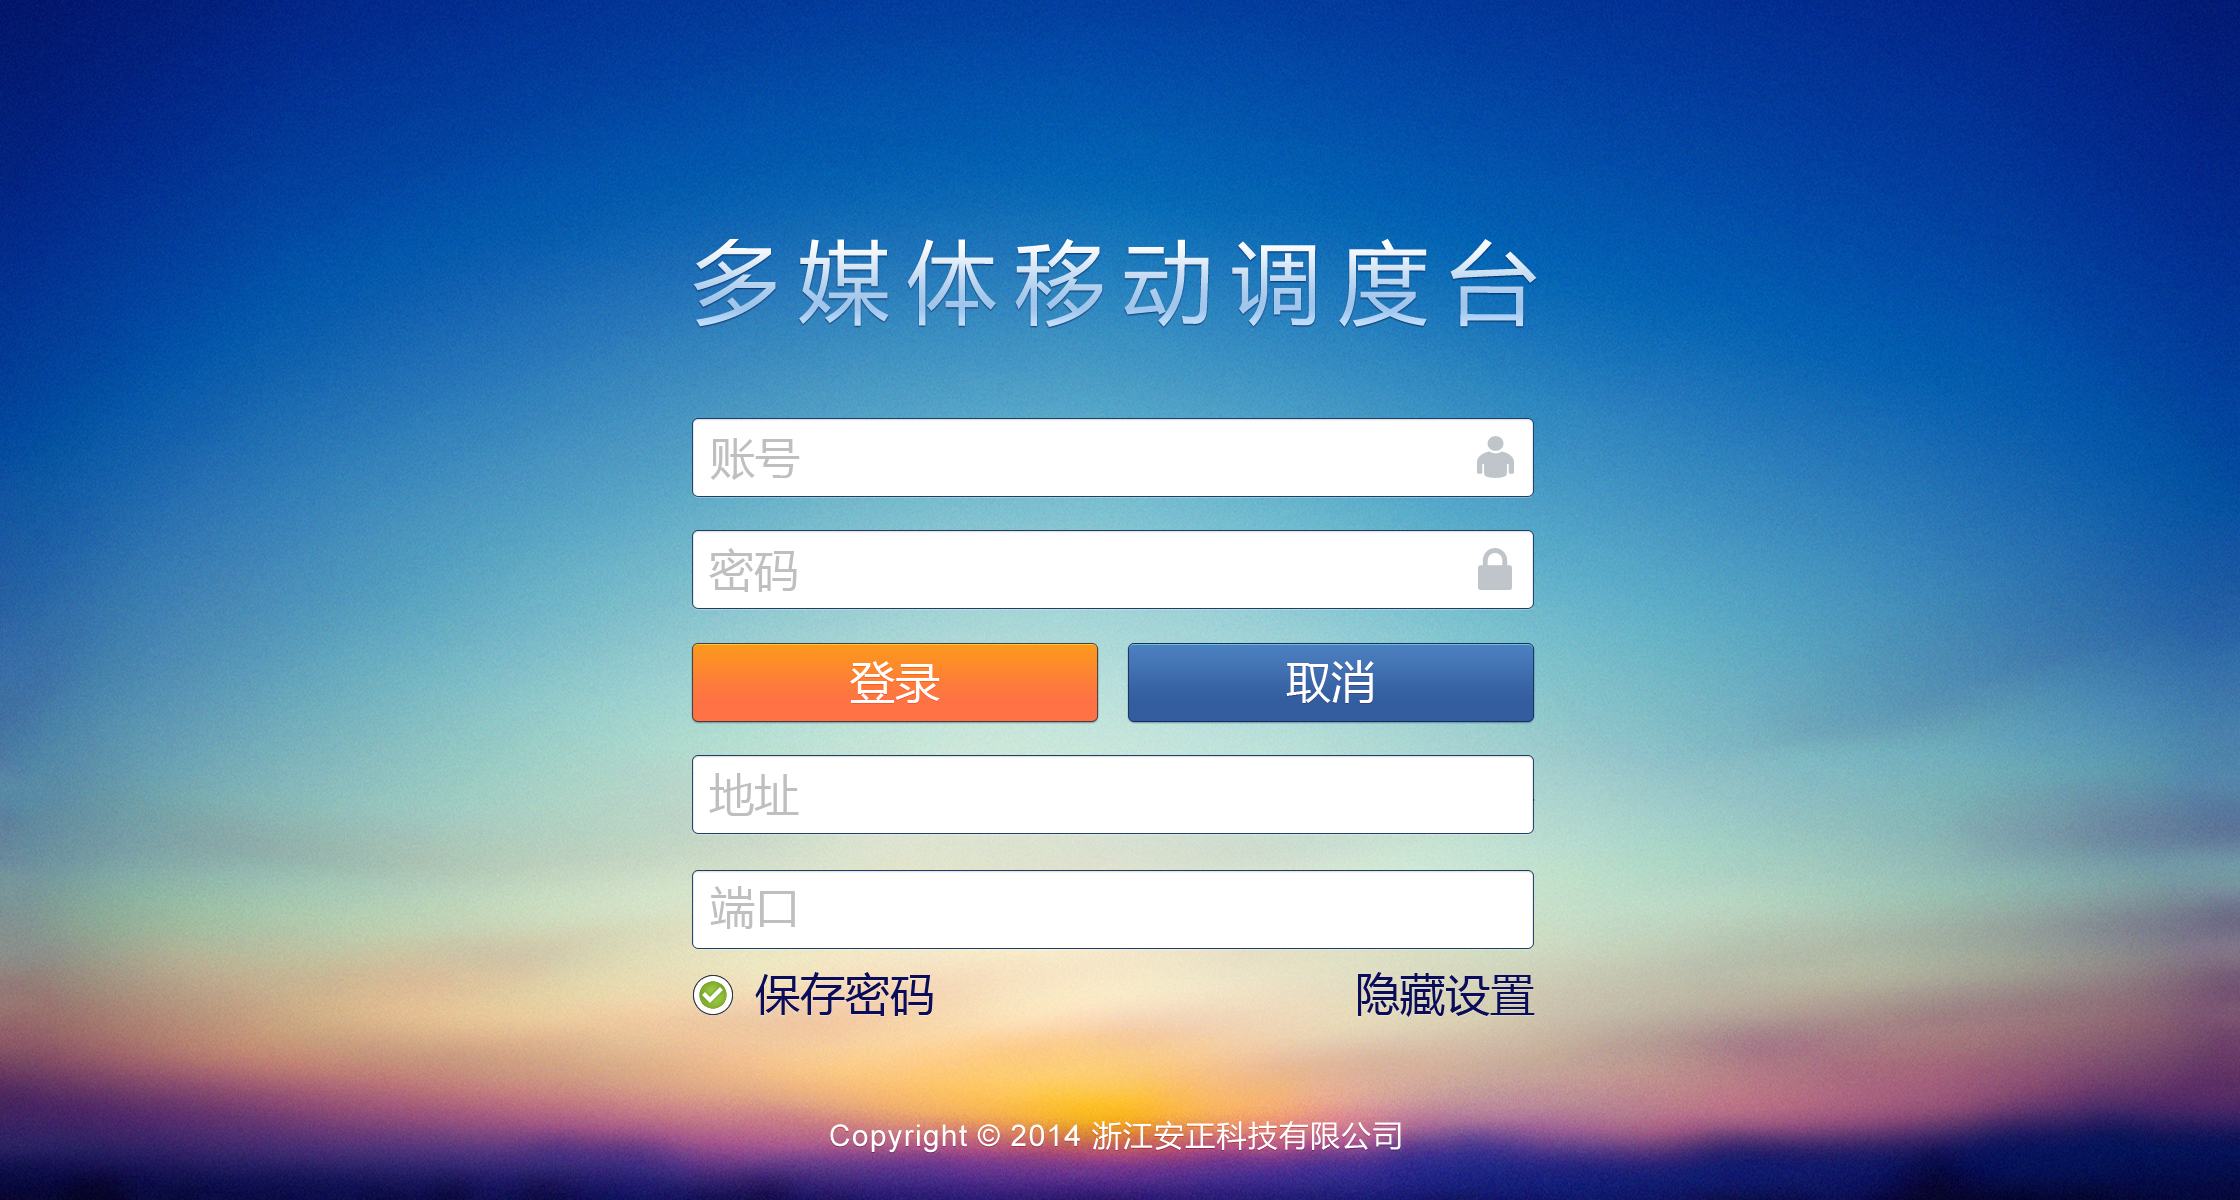 多媒体移动调度台
账号
密码
登录 取消
地址
端口
保存密码 隐藏设置
Copyright © 2014 浙江安正科技有限公司